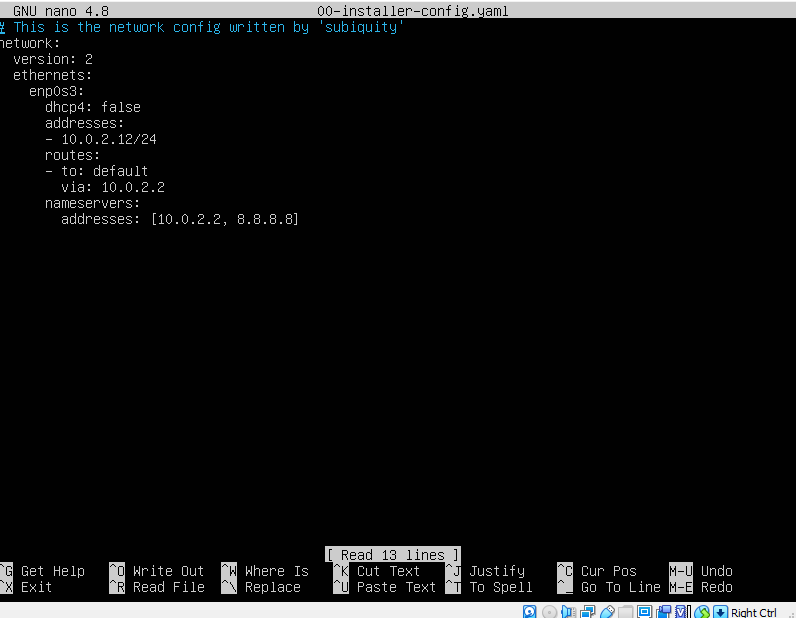 GNU nano 4.8 00-installer-config.yaml
# This is the network config written by 'subiquity'
network:
  version: 2
  ethernets:
    enp0s3:
      dhcp4: false
      addresses:
      - 10.0.2.12/24
      routes:
      - to: default
        via: 10.0.2.2
      nameservers:
        addresses: [10.0.2.2, 8.8.8.8]
[ Read 13 lines ]
^G Get Help ^O Write Out ^W Where Is ^K Cut Text ^J Justify ^C Cur Pos M-U Undo
^X Exit ^R Read File ^\ Replace ^U Paste Text ^T To Spell ^_ Go To Line M-E Redo
Right Ctrl